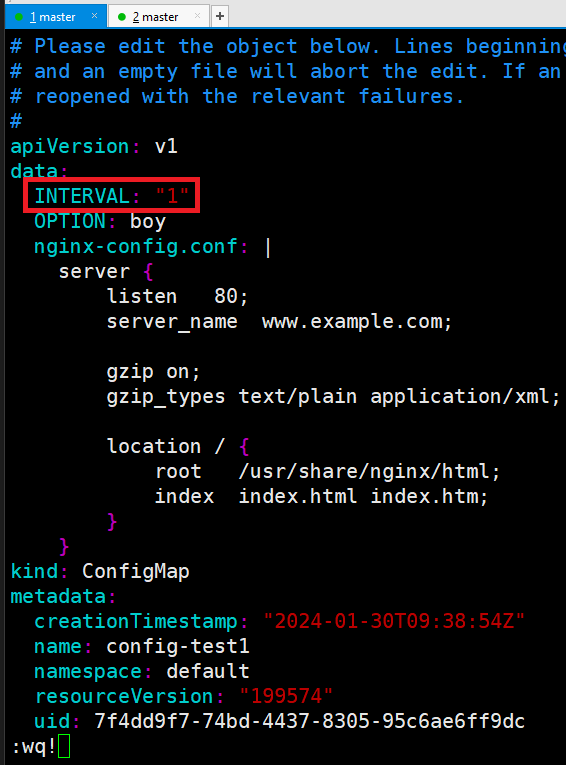 1 master × 2 master × +
# Please edit the object below. Lines beginning
# and an empty file will abort the edit. If an
# reopened with the relevant failures.
#
apiVersion: v1
data:
  INTERVAL: "1"
  OPTION: boy
  nginx-config.conf: |
    server {
        listen   80;
        server_name  www.example.com;

        gzip on;
        gzip_types text/plain application/xml;

        location / {
            root   /usr/share/nginx/html;
            index  index.html index.htm;
        }
    }
kind: ConfigMap
metadata:
  creationTimestamp: "2024-01-30T09:38:54Z"
  name: config-test1
  namespace: default
  resourceVersion: "199574"
  uid: 7f4dd9f7-74bd-4437-8305-95c6ae6ff9dc
:wq!